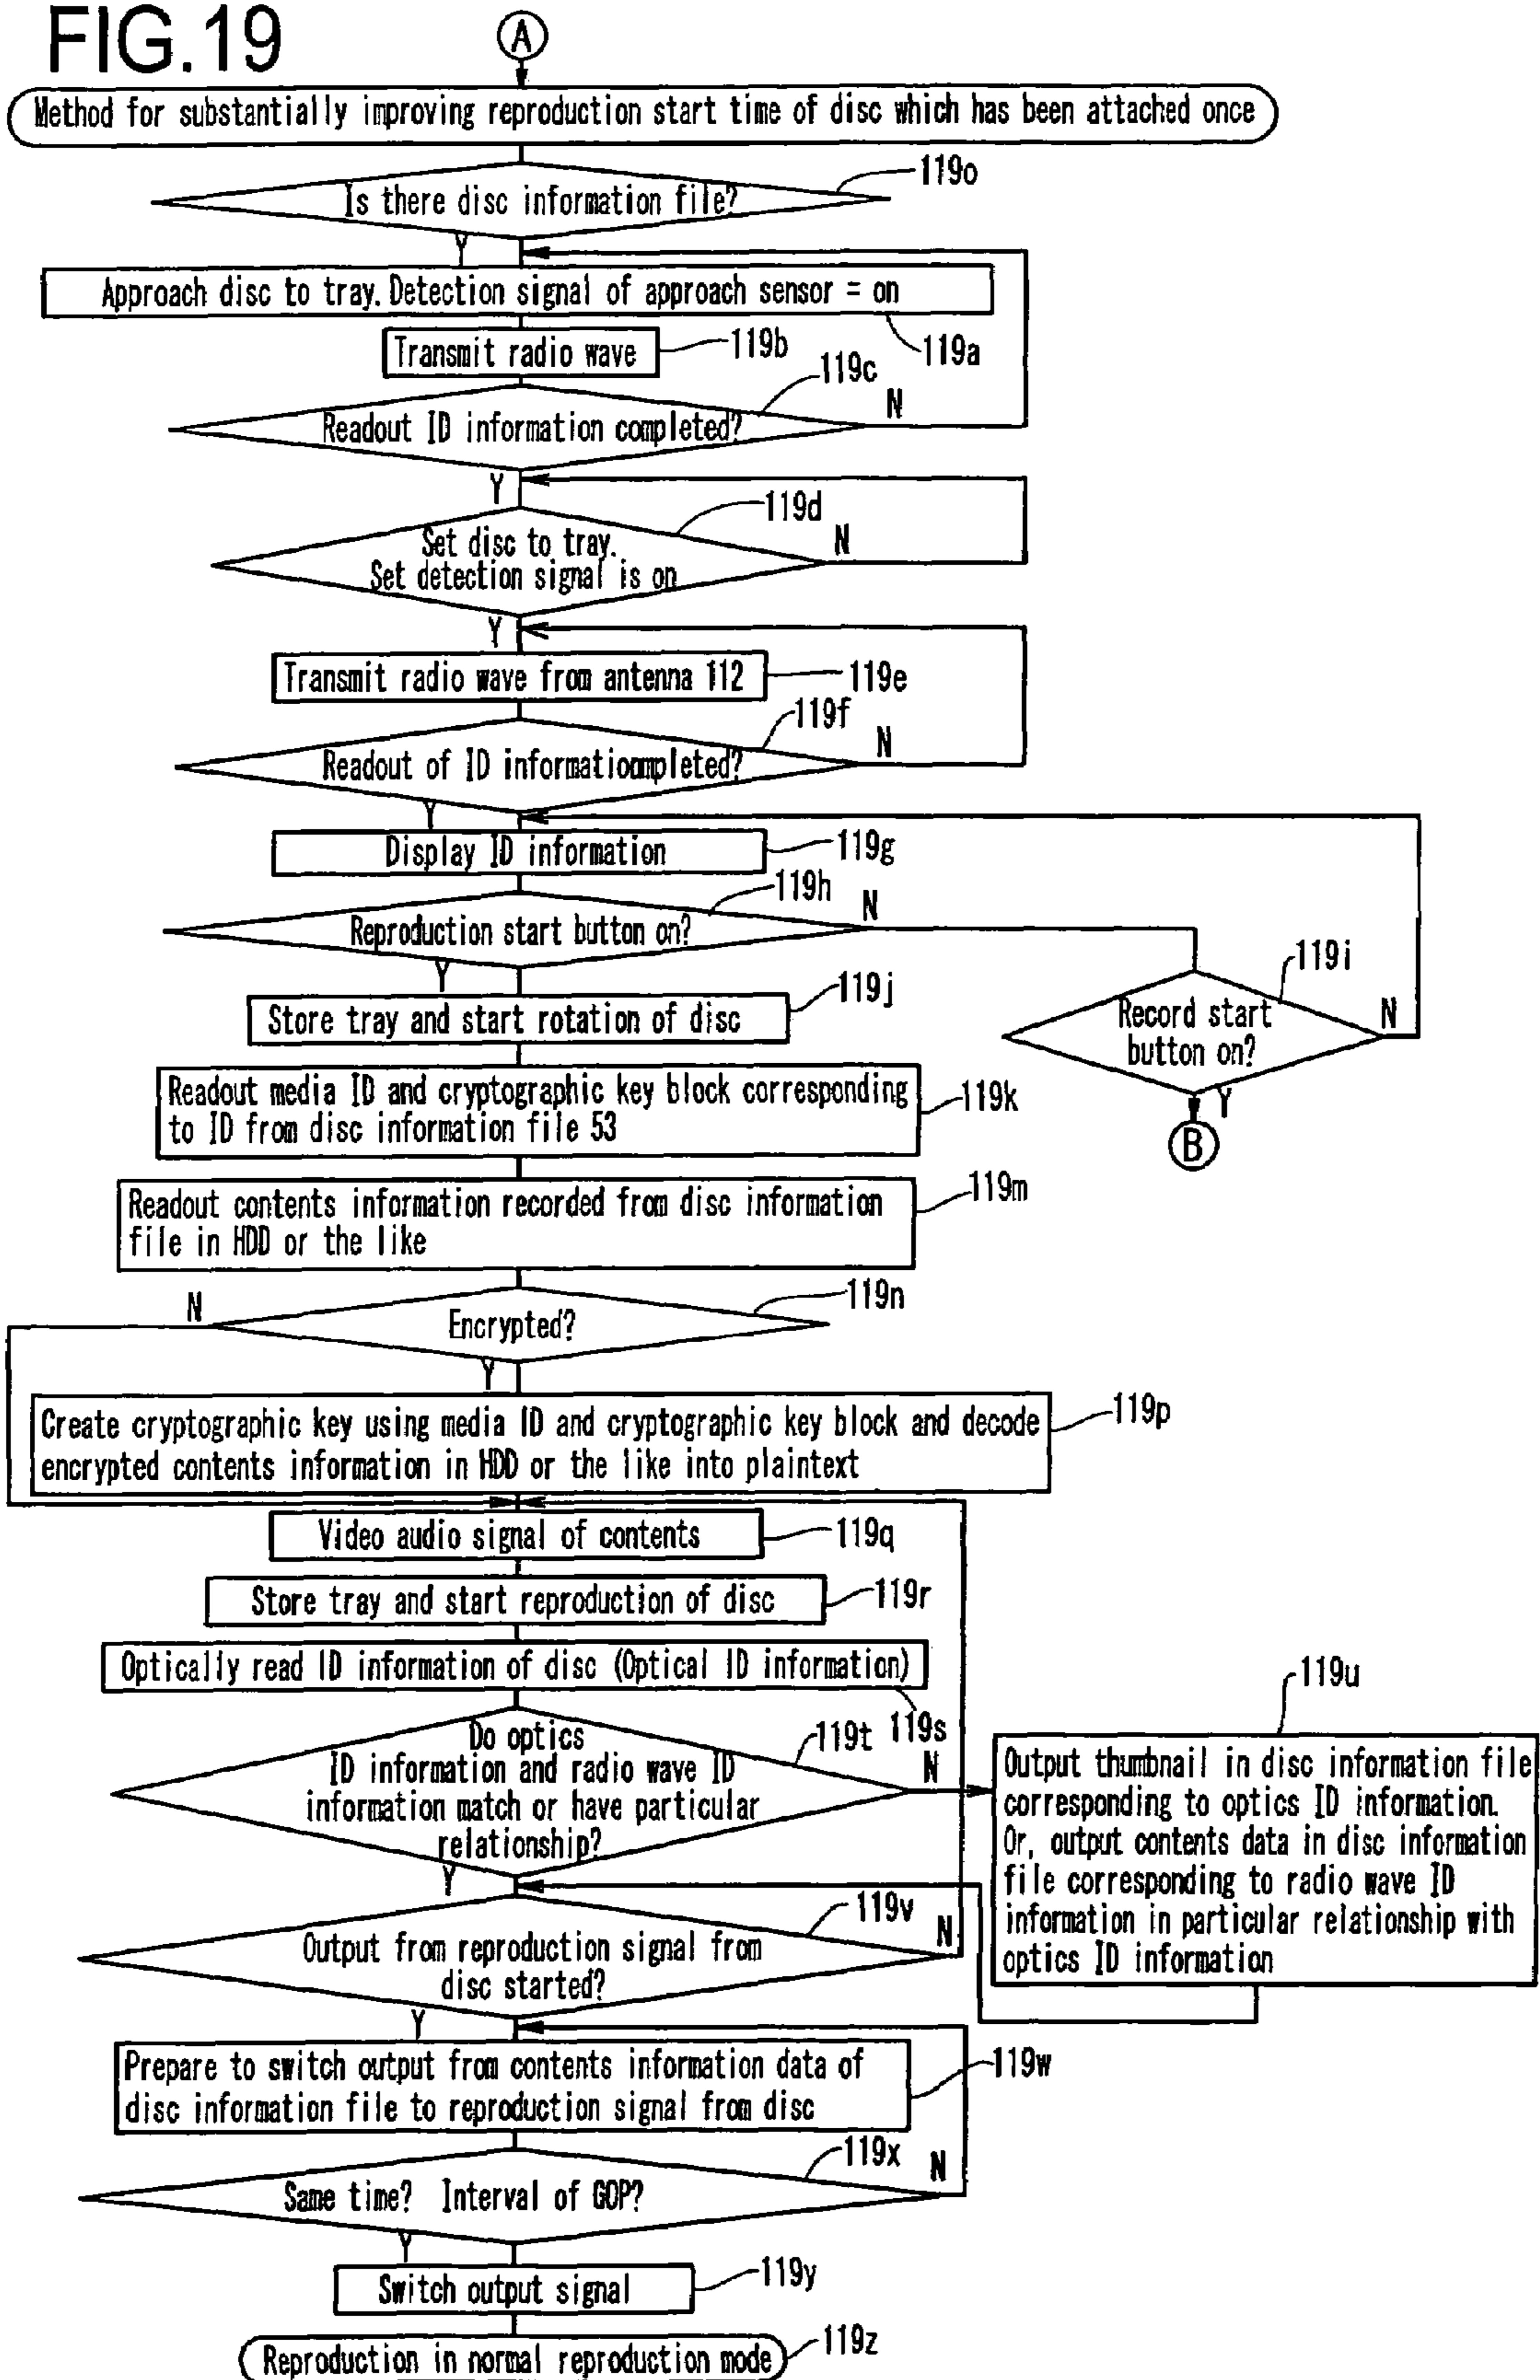 FIG.19
A
Method for substantially improving reproduction start time of disc which has been attached once
119o
Is there disc information file?
Y
Approach disc to tray. Detection signal of approach sensor = on
119a
Transmit radio wave
119b
119c
Readout ID information completed?
N
Y
119d
Set disc to tray.
Set detection signal is on
N
Y
Transmit radio wave from antenna 112
119e
119f
Readout of ID informatioompleted?
N
Y
Display ID information
119g
119h
Reproduction start button on?
N
Y
119i
Record start
button on?
N
Y
B
Store tray and start rotation of disc
119j
Readout media ID and cryptographic key block corresponding
to ID from disc information file 53
119k
Readout contents information recorded from disc information
file in HDD or the like
119m
N
Encrypted?
119n
Y
Create cryptographic key using media ID and cryptographic key block and decode
encrypted contents information in HDD or the like into plaintext
119p
Video audio signal of contents
119q
Store tray and start reproduction of disc
119r
Optically read ID information of disc (Optical ID information)
119s
Do optics
ID information and radio wave ID
information match or have particular
relationship?
119t
N
Y
119u
Output thumbnail in disc information file
corresponding to optics ID information.
Or, output contents data in disc information
file corresponding to radio wave ID
information in particular relationship with
optics ID information
119v
Output from reproduction signal from
disc started?
N
Y
Prepare to switch output from contents information data of
disc information file to reproduction signal from disc
119w
119x
Same time? Interval of GOP?
N
Y
Switch output signal
119y
Reproduction in normal reproduction mode
119z